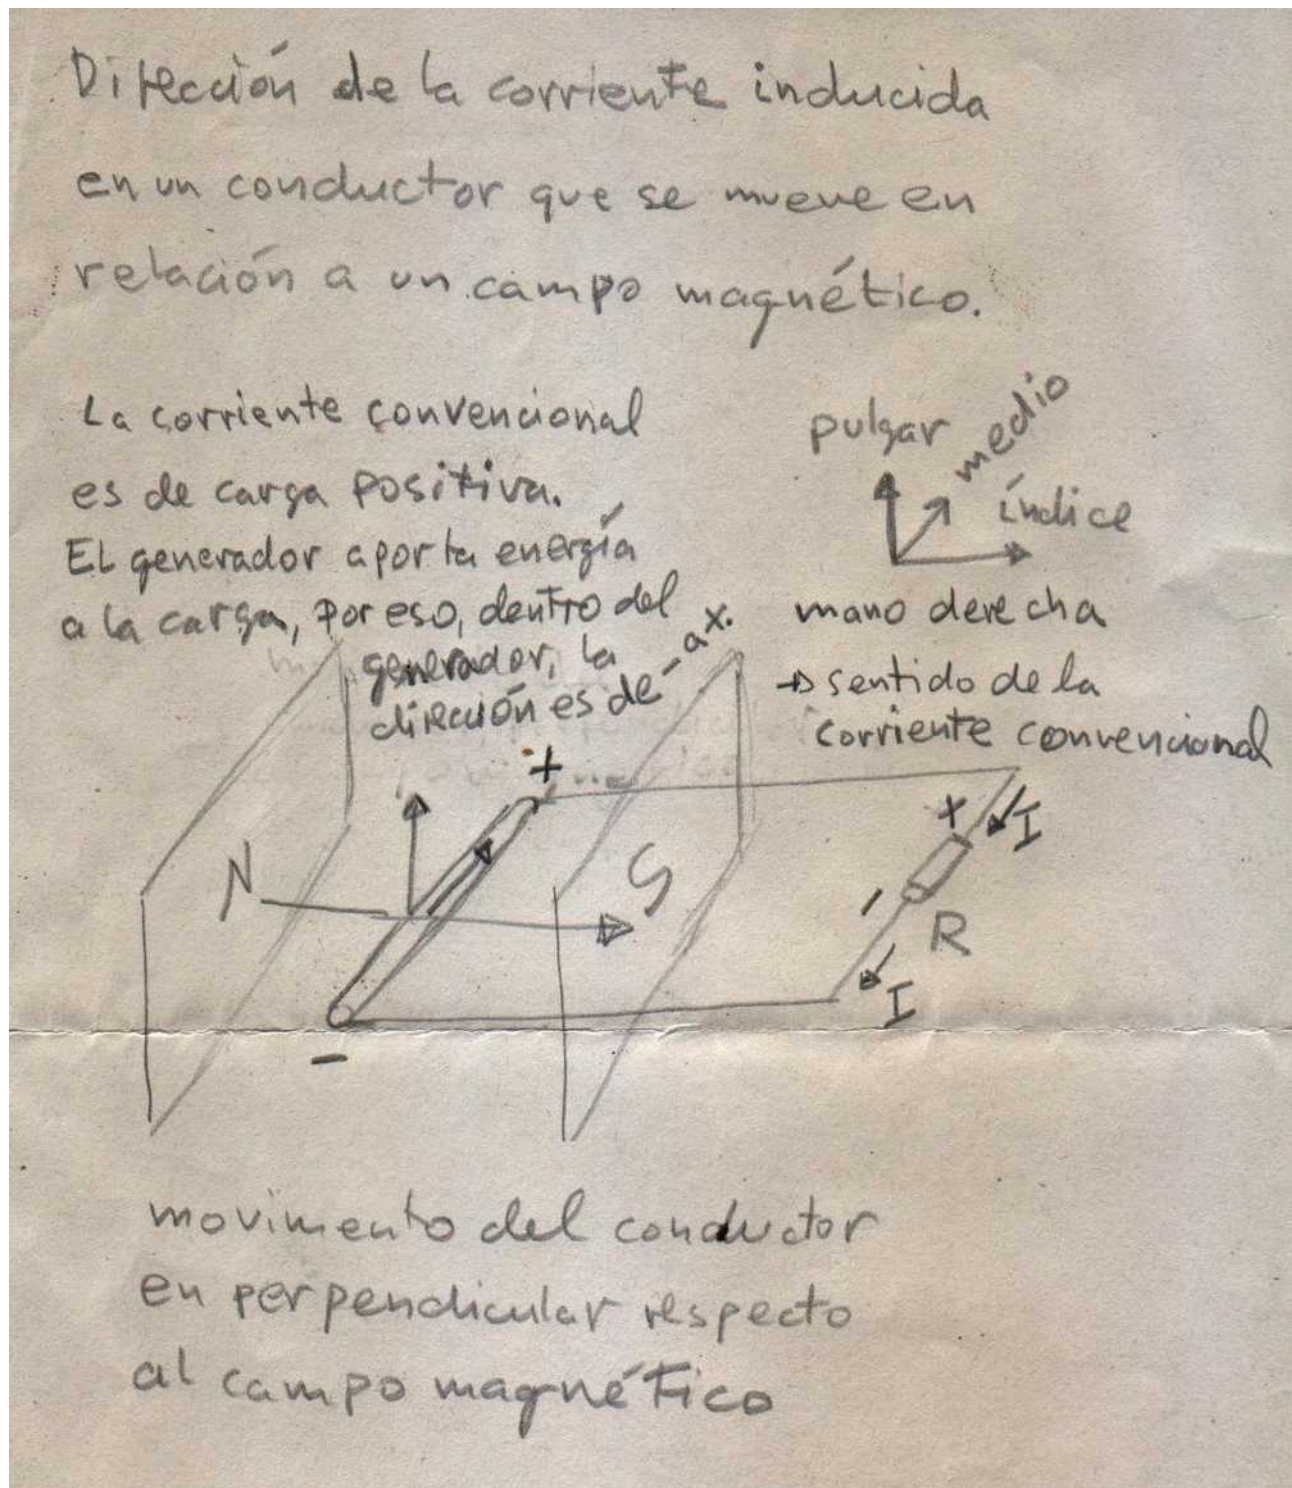 Dirección de la corriente inducida
en un conductor que se mueve en
relación a un campo magnético.
La corriente convencional
es de carga positiva.
El generador aporta energía
a la carga, por eso, dentro del
generador, la
dirección es de - a x.
pulgar
medio
índice
mano derecha
→ sentido de la
corriente convencional
+
N
S
-
x
I
-
R
I
movimento del conductor
en perpendicular respecto
al campo magnético